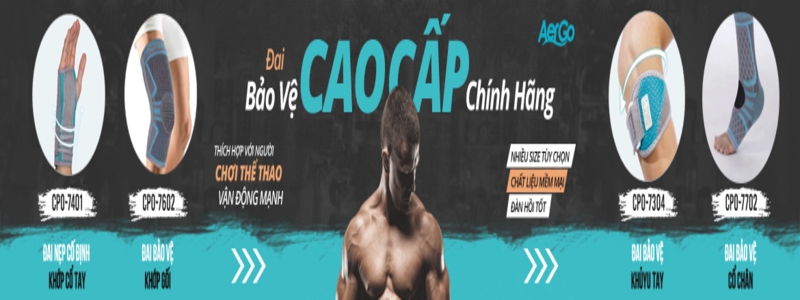 AerGo
Đai
Bảo Vệ CAO CẤP Chính Hãng
THÍCH HỢP VỚI NGƯỜI
CHƠI THỂ THAO
VẬN ĐỘNG MẠNH
NHIỀU SIZE TÙY CHỌN
CHẤT LIỆU MỀM MẠI
ĐÀN HỒI TỐT
CPO-7401
ĐAI NẸP CỐ ĐỊNH
KHỚP CỔ TAY
CPO-7602
ĐAI BẢO VỆ
KHỚP GỐI
CPO-7304
ĐAI BẢO VỆ
KHUỶU TAY
CPO-7702
ĐAI BẢO VỆ
CỔ CHÂN